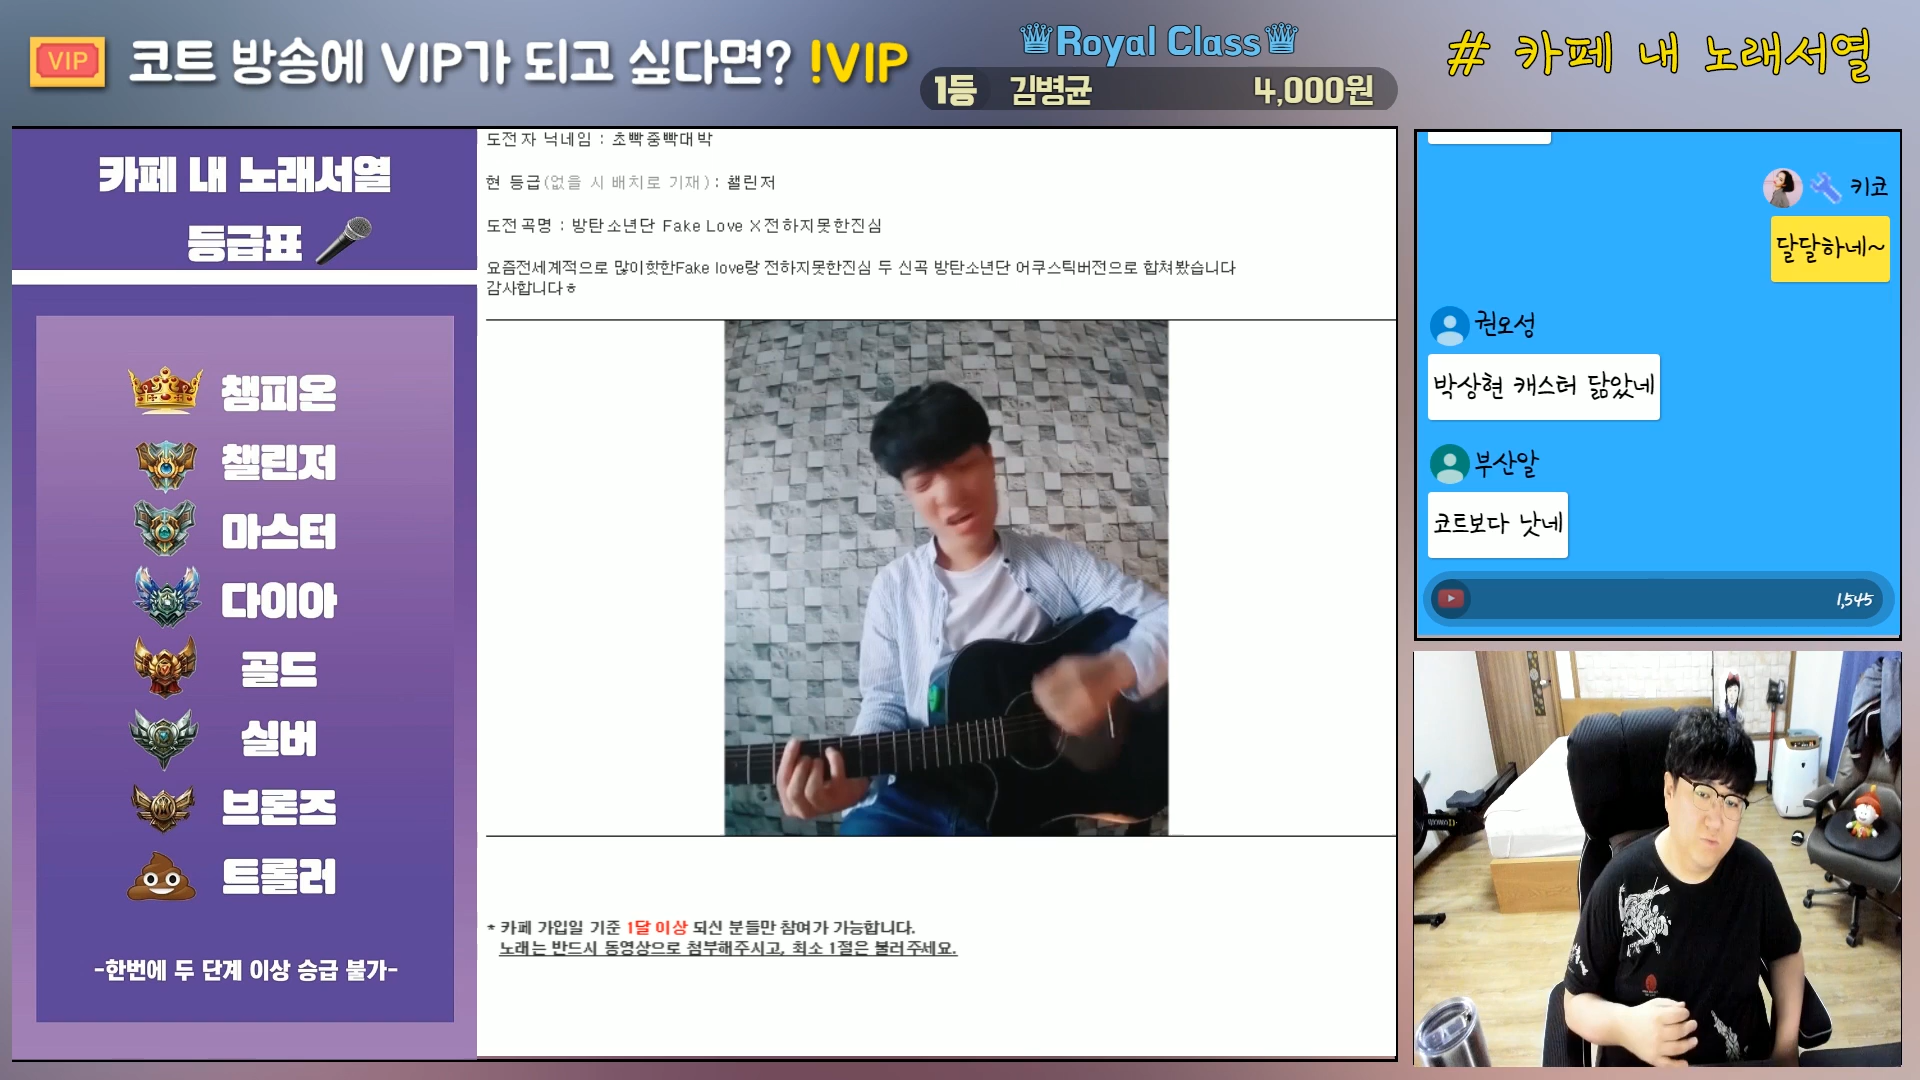 VIP 코트 방송에 VIP가 되고 싶다면? !VIP
Royal Class
1등 김병균 4,000원
# 카페 내 노래서열
카페 내 노래서열
등급표
챔피온
챌린저
마스터
다이아
골드
실버
브론즈
트롤러
-한번에 두 단계 이상 승급 불가-
도전자 닉네임 : 초빡중빡대박
현 등급(없을 시 배치로 기재) : 챌린저
도전곡명 : 방탄소년단 Fake Love X 전하지못한진심
요즘전세계적으로 많이핫한Fake love랑 전하지못한진심 두 신곡 방탄소년단 어쿠스틱버전으로 합쳐봤습니다
감사합니다ㅎ
* 카페 가입일 기준 1달 이상 되신 분들만 참여가 가능합니다.
노래는 반드시 동영상으로 첨부해주시고, 최소 1절은 불러주세요.
키쿄
달달하네~
권오성
박상현 캐스터 닮았네
부산알
코트보다 낫네
1,545